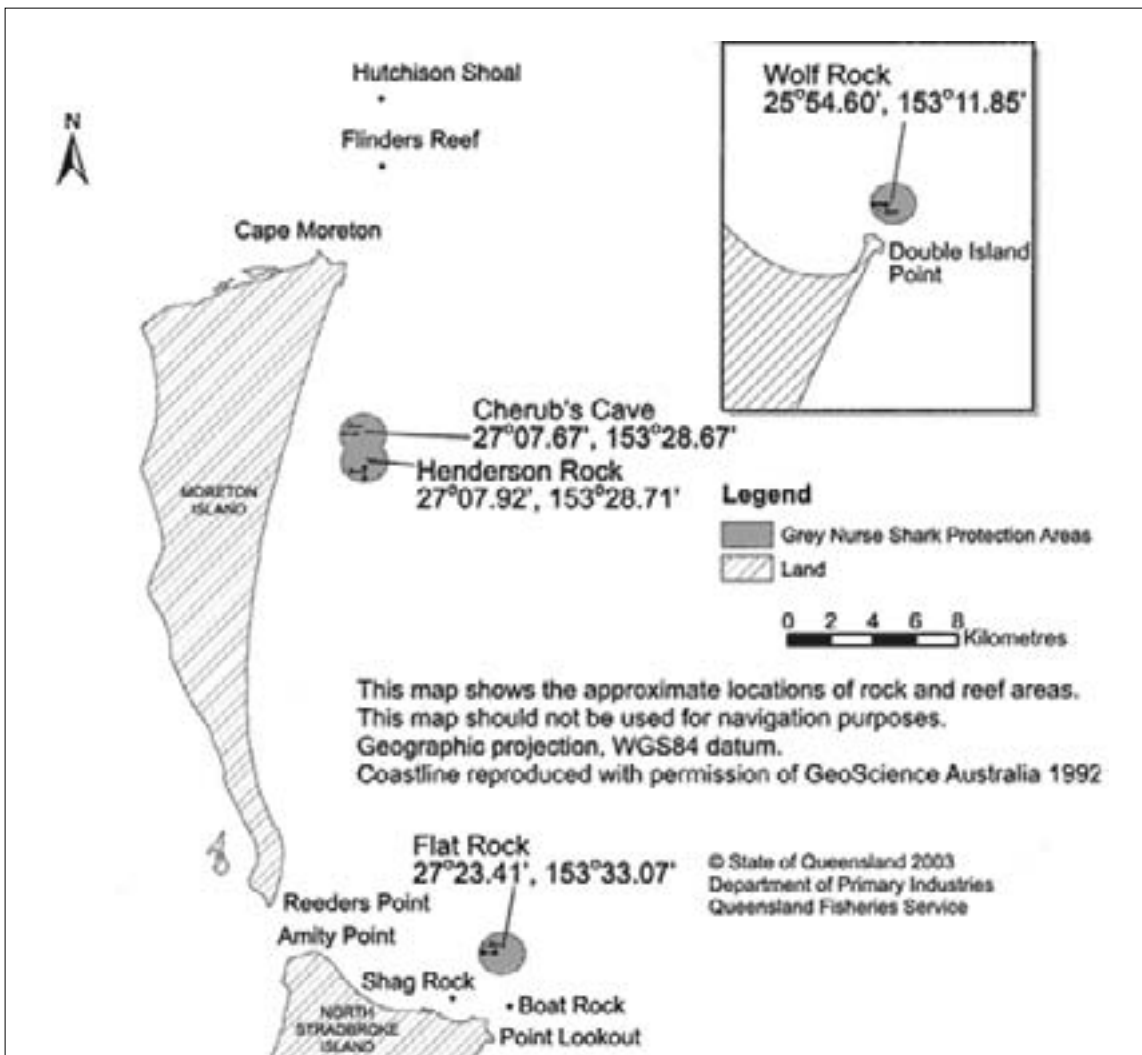 Hutchison Shoal
Flinders Reef
N
Cape Moreton
Wolf Rock
25°54.60', 153°11.85'
Double Island
Point
Cherub's Cave
27°07.67', 153°28.67'
Henderson Rock
27°07.92', 153°28.71'
MORETON
ISLAND
Legend
Grey Nurse Shark Protection Areas
Land
0 2 4 6 8
Kilometres
This map shows the approximate locations of rock and reef areas.
This map should not be used for navigation purposes.
Geographic projection, WGS84 datum.
Coastline reproduced with permission of GeoScience Australia 1992
Flat Rock
27°23.41', 153°33.07'
© State of Queensland 2003
Department of Primary Industries
Queensland Fisheries Service
Reeders Point
Amity Point
Shag Rock
Boat Rock
NORTH
STRADBROKE
ISLAND
Point Lookout